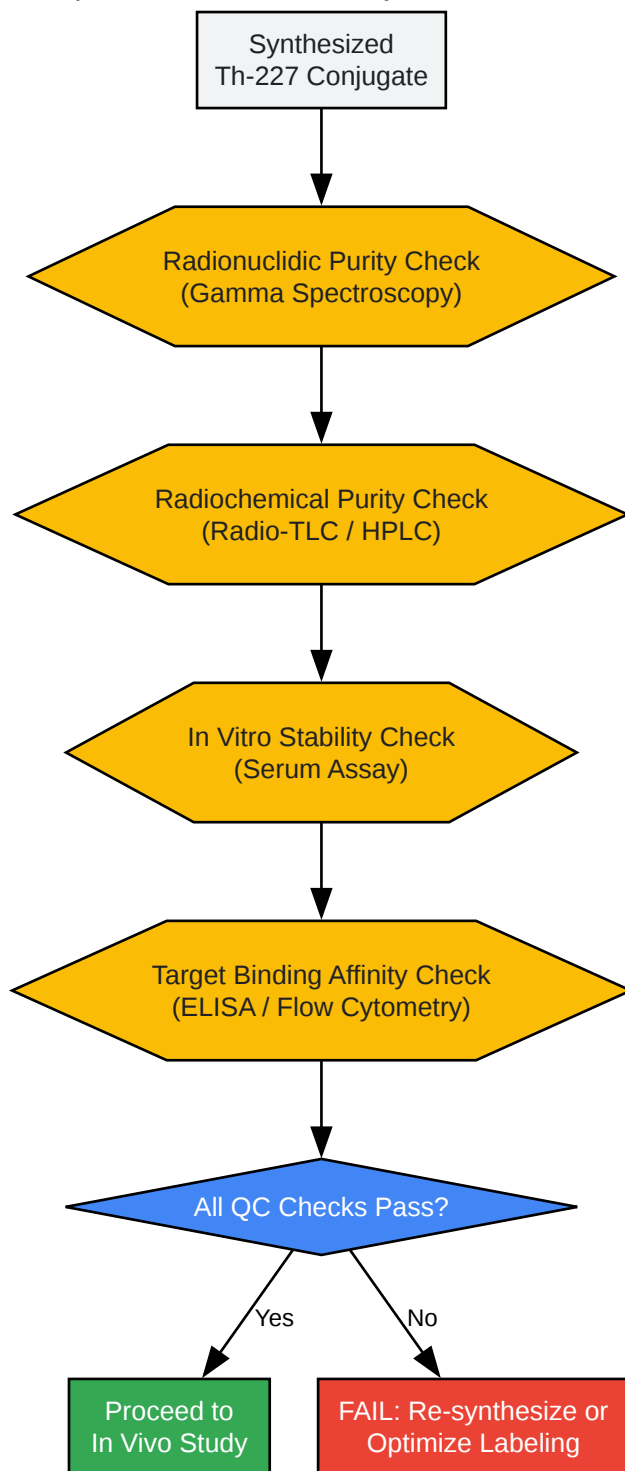 Synthesized
Th-227 Conjugate
Radionuclidic Purity Check
(Gamma Spectroscopy)
Radiochemical Purity Check
(Radio-TLC / HPLC)
In Vitro Stability Check
(Serum Assay)
Target Binding Affinity Check
(ELISA / Flow Cytometry)
All QC Checks Pass?
Yes
No
Proceed to
In Vivo Study
FAIL: Re-synthesize or
Optimize Labeling